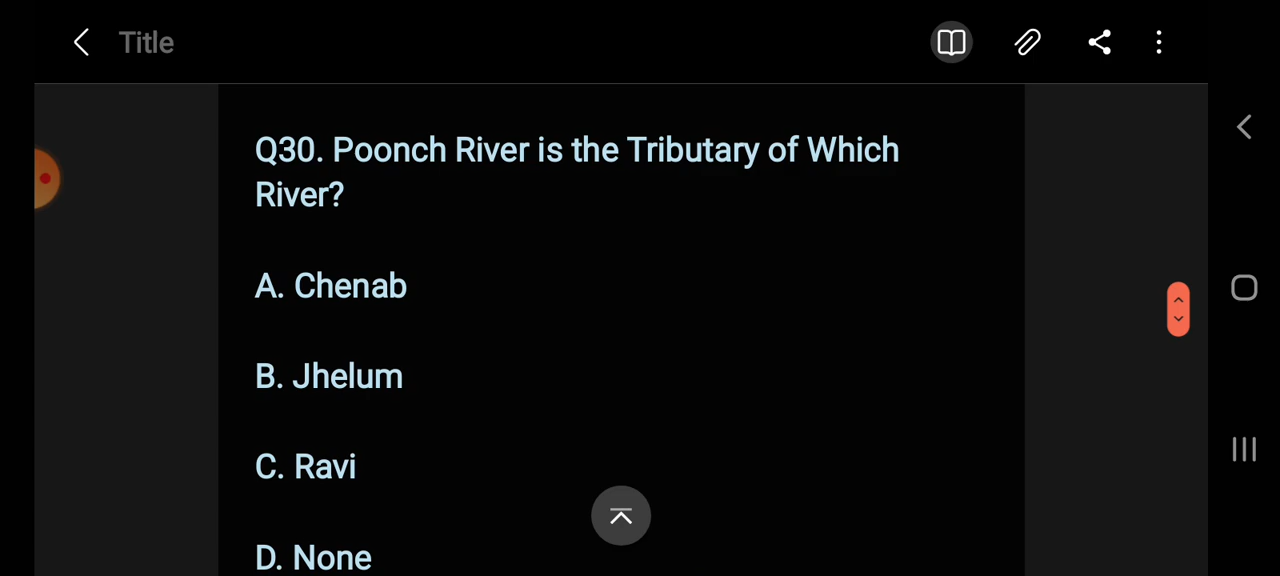 Title
Q30. Poonch River is the Tributary of Which
River?
A. Chenab
B. Jhelum
C. Ravi
D. None